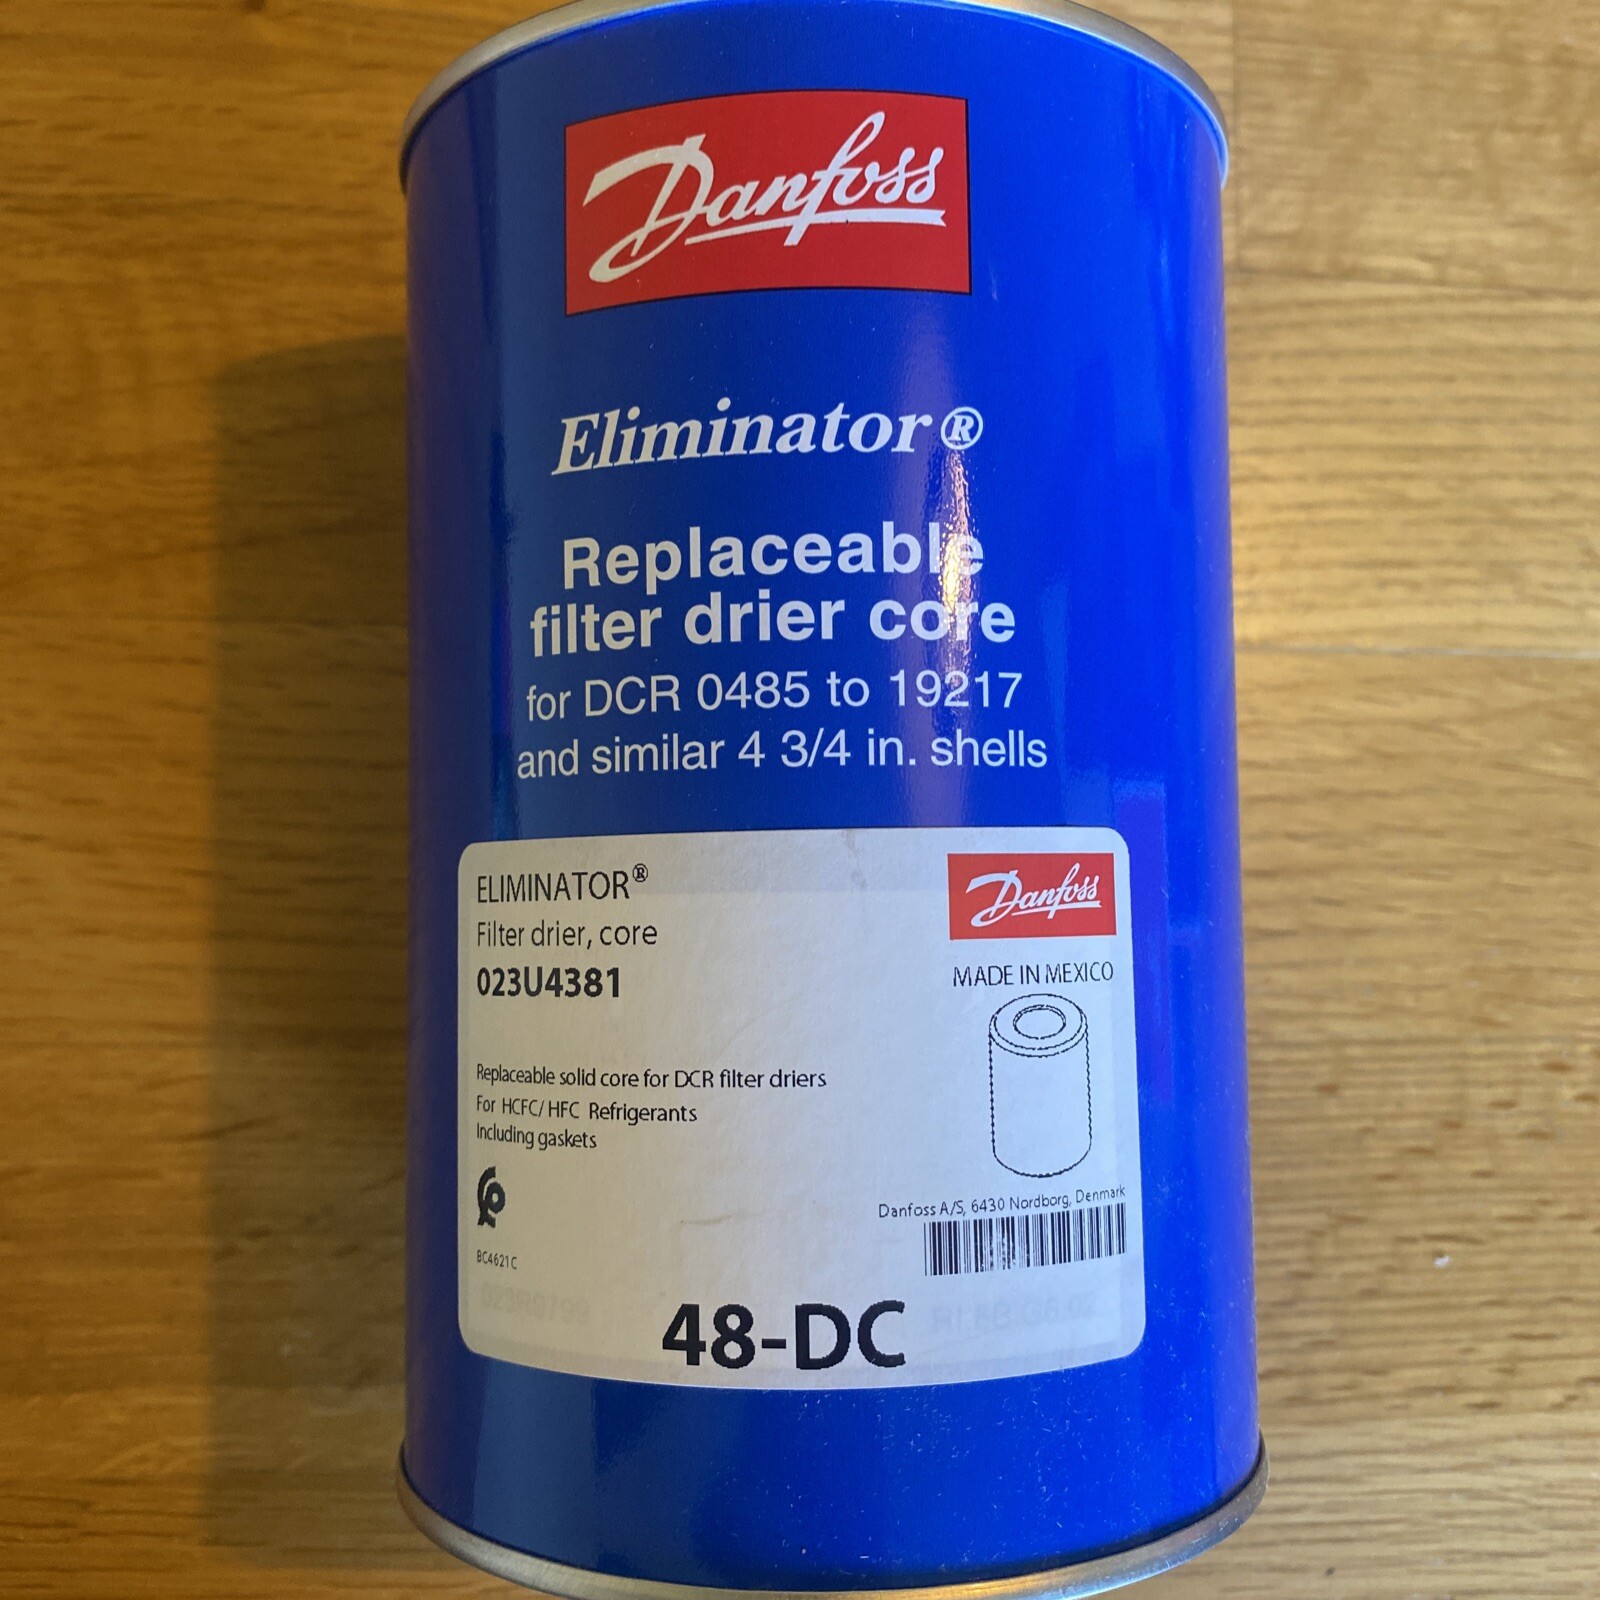 Danfoss
Eliminator®
Replaceable
filter drier core
for DCR 0485 to 19217
and similar 4 3/4 in. shells
ELIMINATOR®
Filter drier, core
023U4381
Danfoss
MADE IN MEXICO
Replaceable solid core for DCR filter driers
For HCFC/ HFC Refrigerants
Including gaskets
Danfoss A/S, 6430 Nordborg, Denmark
BC4621C
48-DC